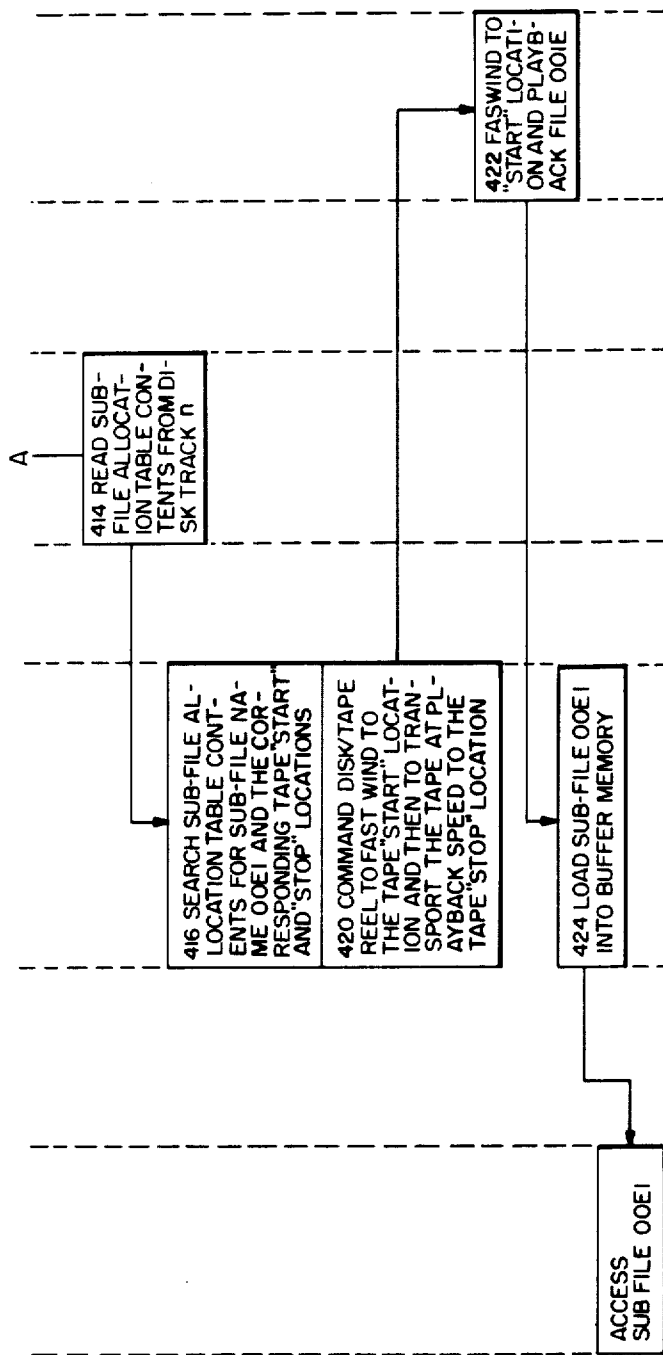 A
414 READ SUB-
FILE ALLOCAT-
ION TABLE CON-
TENTS FROM DI-
SK TRACK n
416 SEARCH SUB-FILE AL-
LOCATION TABLE CONT-
ENTS FOR SUB-FILE NA-
ME OOEI AND THE COR-
RESPONDING TAPE "START"
AND "STOP" LOCATIONS
420 COMMAND DISK/TAPE
REEL TO FAST WIND TO
THE TAPE "START" LOCAT-
ION AND THEN TO TRAN-
SPORT THE TAPE AT PL-
AYBACK SPEED TO THE
TAPE "STOP" LOCATION
422 FASWIND TO
"START" LOCATI-
ON AND PLAYB-
ACK FILE OOIE
424 LOAD SUB-FILE OOEI
INTO BUFFER MEMORY
ACCESS
SUB FILE OOEI